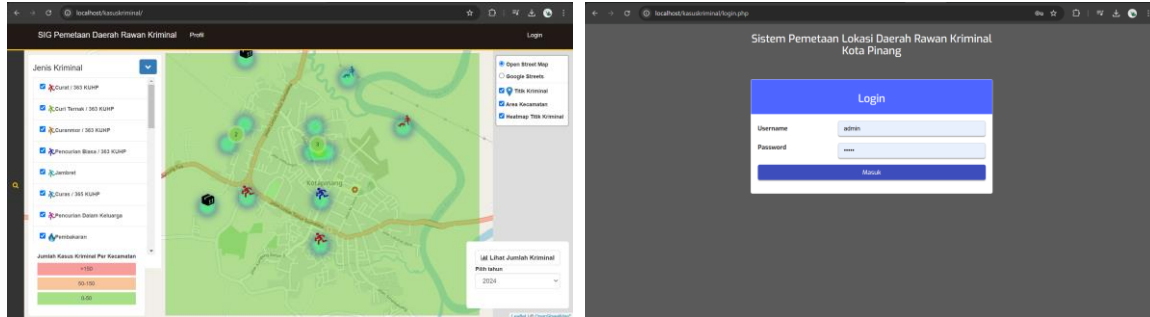 localhost/kasuskriminal/
SIG Pemetaan Daerah Rawan Kriminal Profil Login
Jenis Kriminal
Curat / 363 KUHP
Curi Ternak / 363 KUHP
Curanmor / 363 KUHP
Pencurian Biasa / 362 KUHP
Jambret
Curas / 365 KUHP
Pencurian Dalam Keluarga
Pembakaran
Jumlah Kasus Kriminal Per Kecamatan
>150
50-150
0-50
2
1
Kotapinang
Open Street Map
Google Streets
Titik Kriminal
Area Kecamatan
Heatmap Titik Kriminal
Lihat Jumlah Kriminal
Pilih tahun
2024
Leaflet | © OpenStreetMap
localhost/kasuskriminal/login.php
Sistem Pemetaan Lokasi Daerah Rawan Kriminal
Kota Pinang
Login
Username admin
Password •••••
Masuk